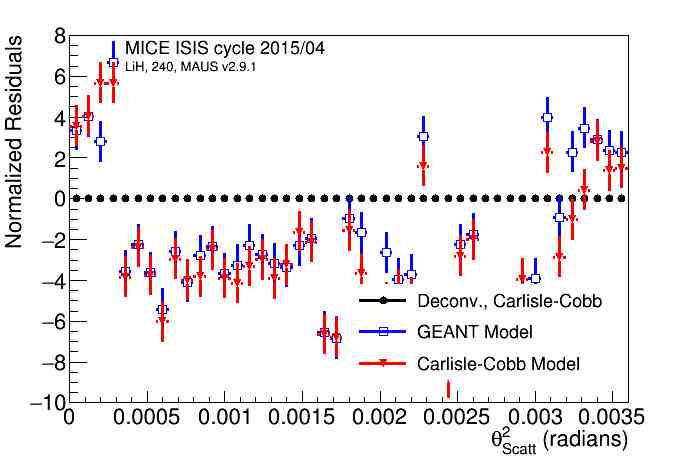 MICE ISIS cycle 2015/04
LiH, 240, MAUS v2.9.1
Normalized Residuals
8
6
4
2
0
−2
−4
−6
−8
−10
Deconv., Carlisle-Cobb
GEANT Model
Carlisle-Cobb Model
0 0.0005 0.001 0.0015 0.002 0.0025 0.003 0.0035
θ²Scatt (radians)